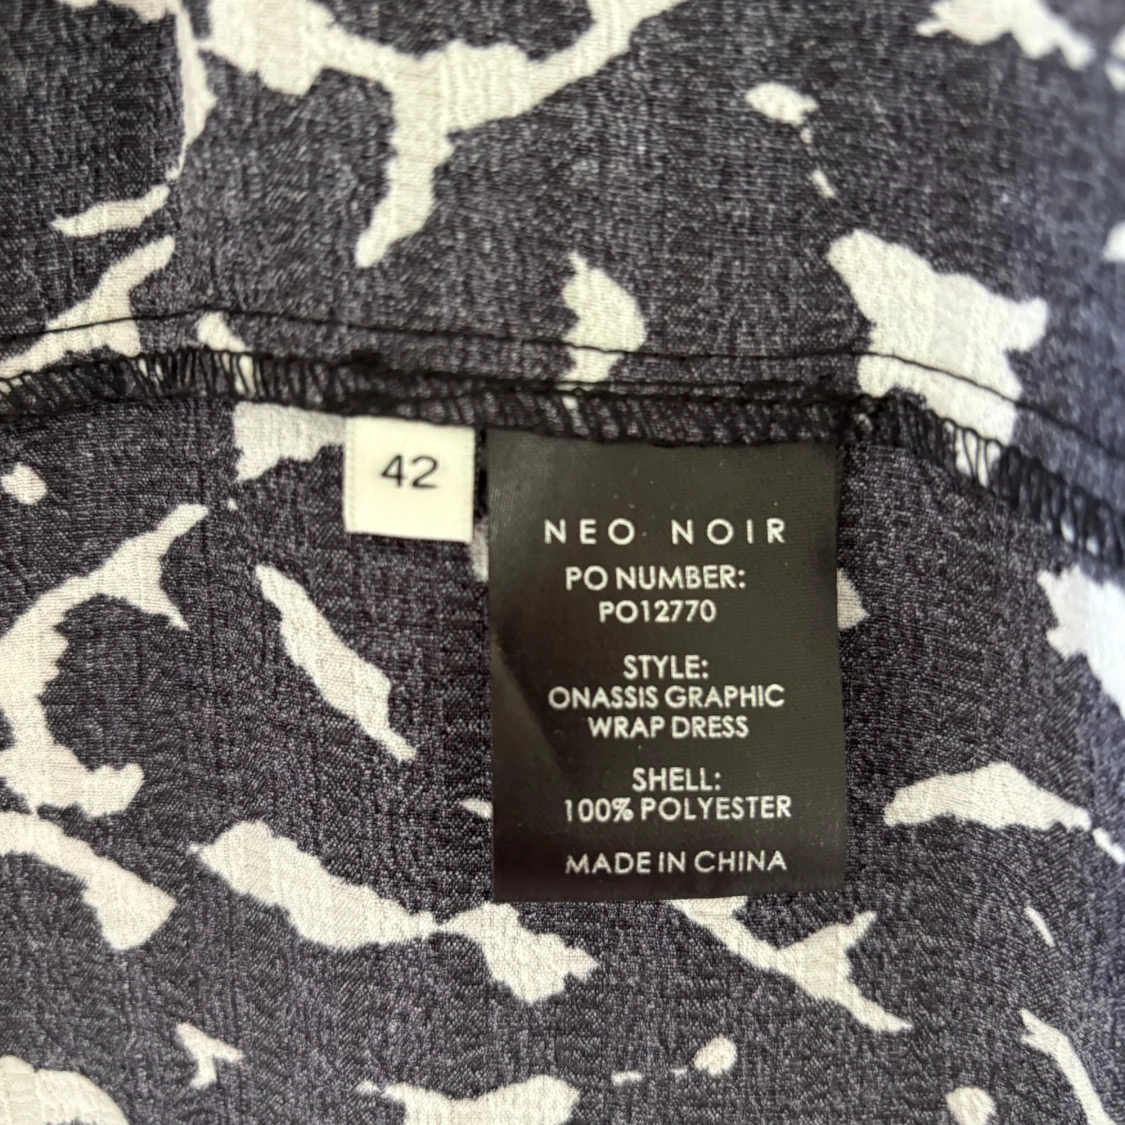 42
NEO NOIR
PO NUMBER:
PO12770
STYLE:
ONASSIS GRAPHIC
WRAP DRESS
SHELL:
100% POLYESTER
MADE IN CHINA